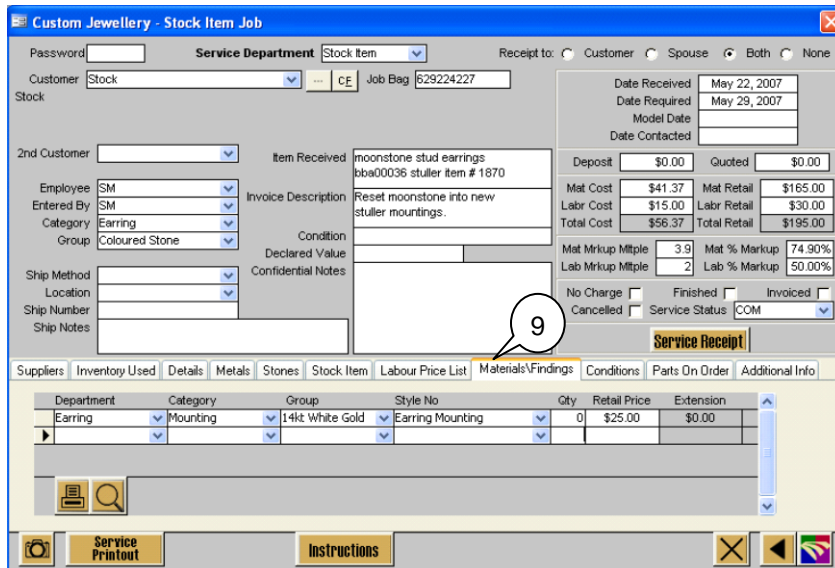 Custom Jewellery - Stock Item Job
Password Service Department Stock Item Receipt to: Customer Spouse Both None
Customer Stock ... CE Job Bag 629224227
Stock
Date Received May 22, 2007
Date Required May 29, 2007
Model Date
Date Contacted
2nd Customer
Item Received moonstone stud earrings
bba00036 stuller item # 1870
Deposit $0.00 Quoted $0.00
Employee SM
Entered By SM
Category Earring
Group Coloured Stone
Invoice Description Reset moonstone into new
stuller mountings.
Condition
Declared Value
Confidential Notes
Mat Cost $41.37 Mat Retail $165.00
Labr Cost $15.00 Labr Retail $30.00
Total Cost $56.37 Total Retail $195.00
Mat Mrkup Mltple 3.9 Mat % Markup 74.90%
Lab Mrkup Mltple 2 Lab % Markup 50.00%
Ship Method
Location
Ship Number
Ship Notes
No Charge Finished Invoiced
Cancelled Service Status COM
9
Service Receipt
Suppliers Inventory Used Details Metals Stones Stock Item Labour Price List Materials\Findings Conditions Parts On Order Additional Info
Department Category Group Style No Qty Retail Price Extension
Earring Mounting 14kt White Gold Earring Mounting 0 $25.00 $0.00
Service
Printout
Instructions